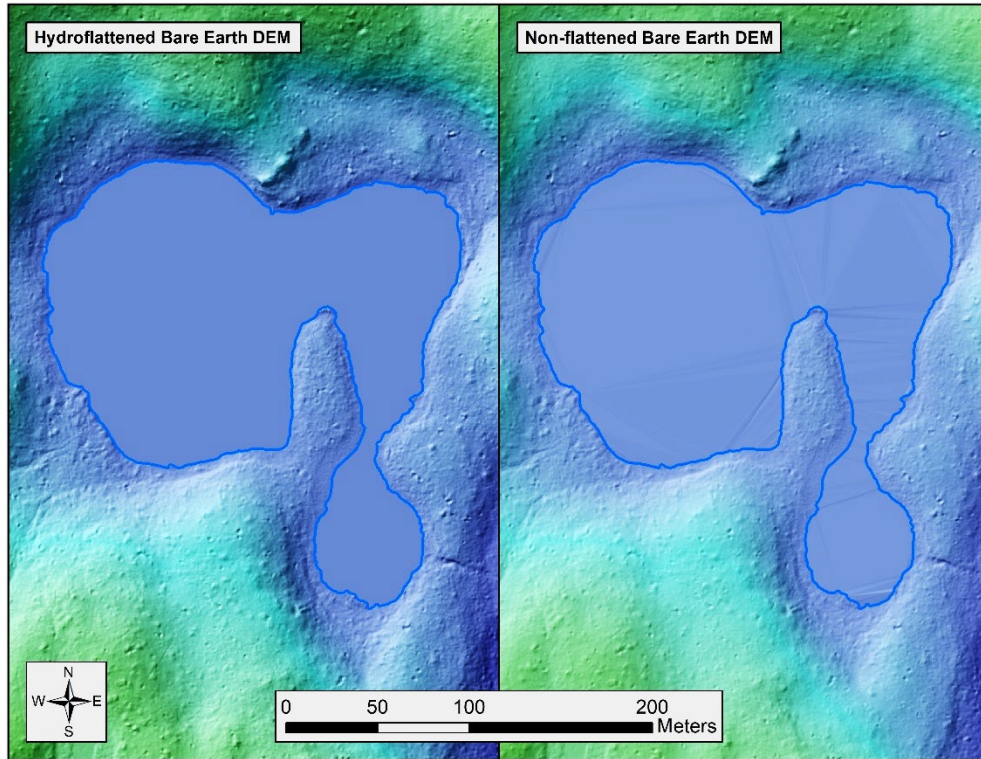 Hydroflattened Bare Earth DEM
Non-flattened Bare Earth DEM
N
W E
S
0 50 100 200
Meters